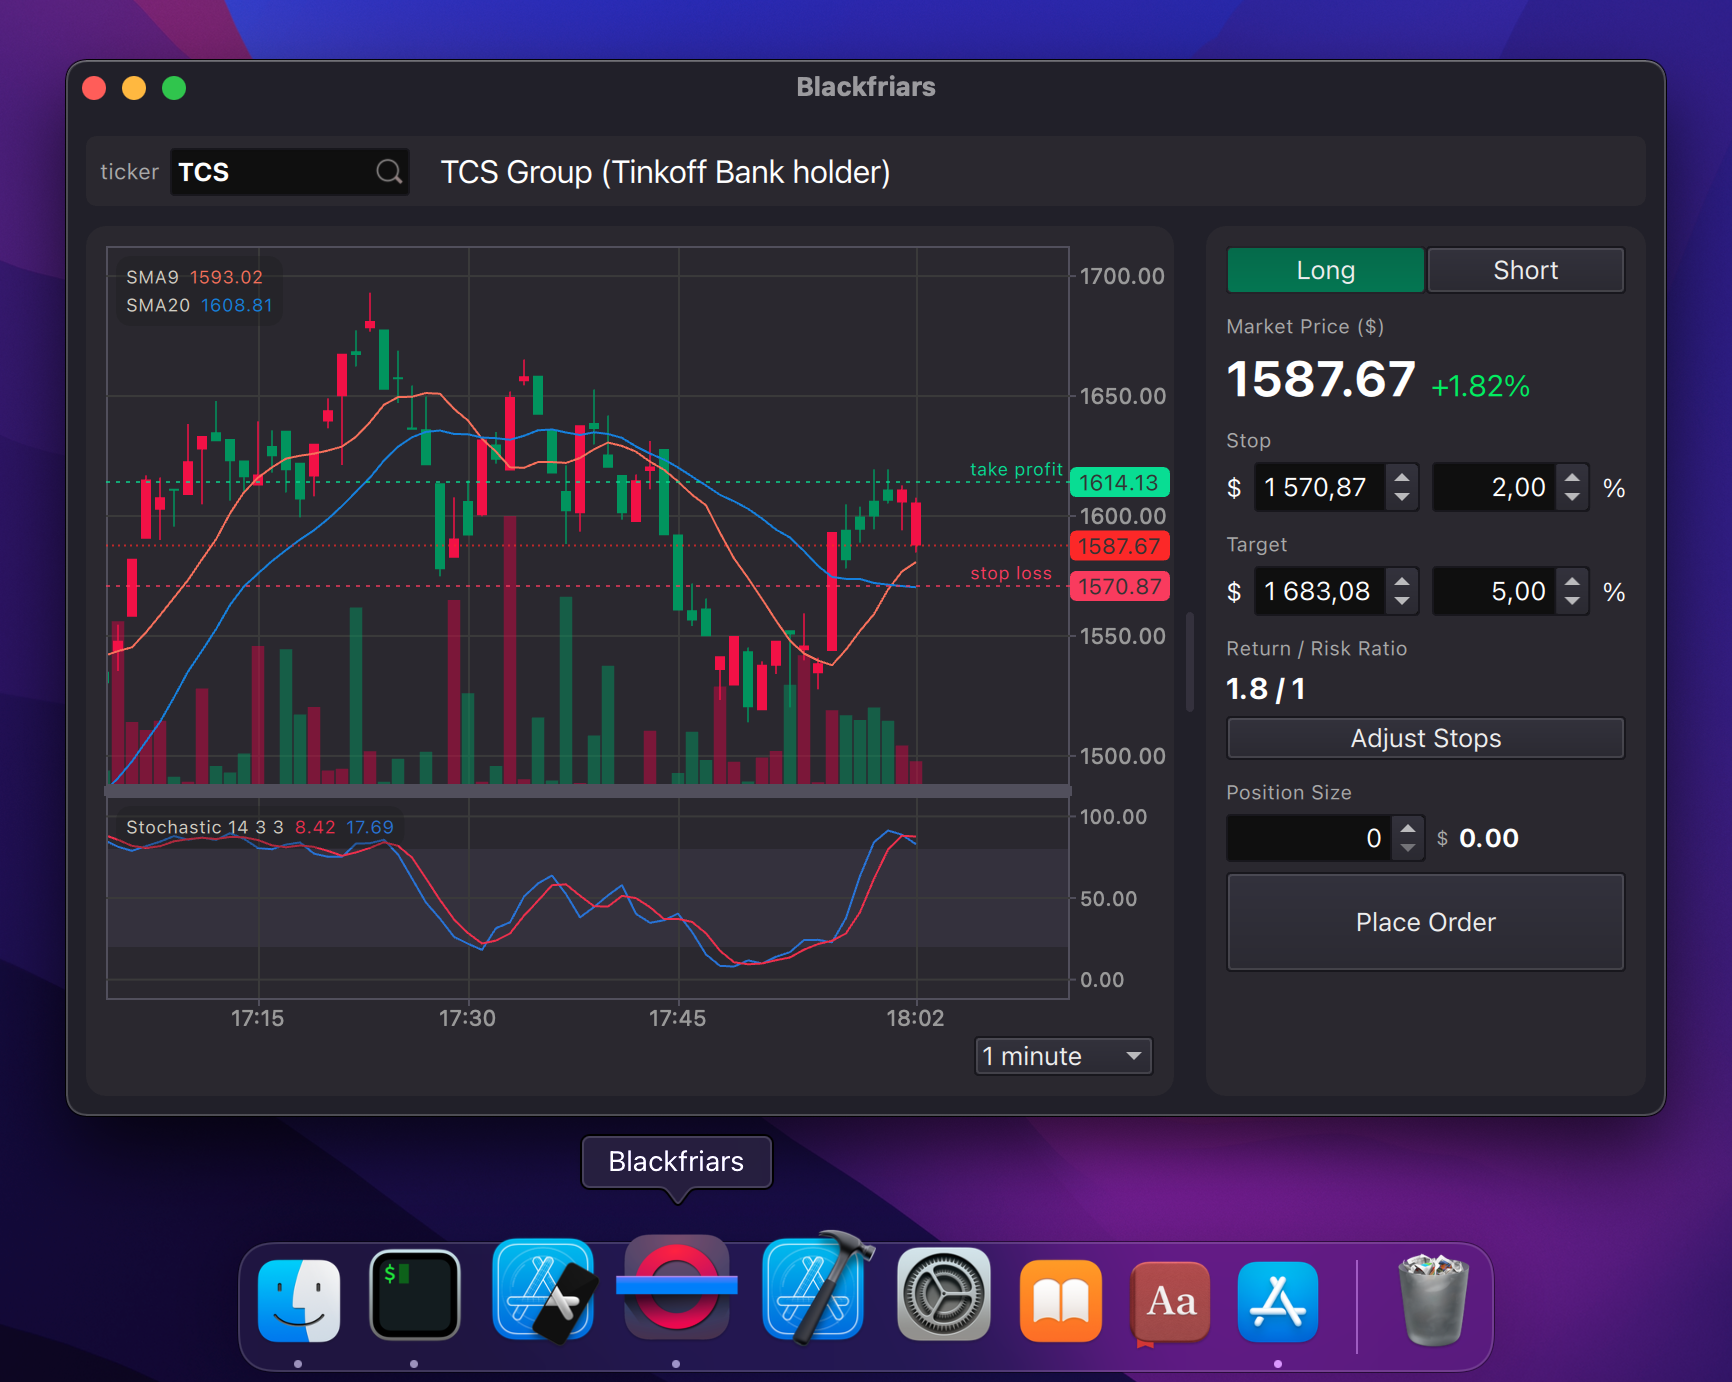 Blackfriars
ticker TCS TCS Group (Tinkoff Bank holder)
SMA9 1593.02
SMA20 1608.81
1700.00
1650.00
take profit 1614.13
1600.00
1587.67
stop loss 1570.87
1550.00
1500.00
Stochastic 14 3 3 8.42 17.69
100.00
50.00
0.00
17:15 17:30 17:45 18:02
1 minute
Long Short
Market Price ($)
1587.67 +1.82%
Stop
$ 1 570,87 2,00 %
Target
$ 1 683,08 5,00 %
Return / Risk Ratio
1.8 / 1
Adjust Stops
Position Size
0 $ 0.00
Place Order
Blackfriars
$
Aa